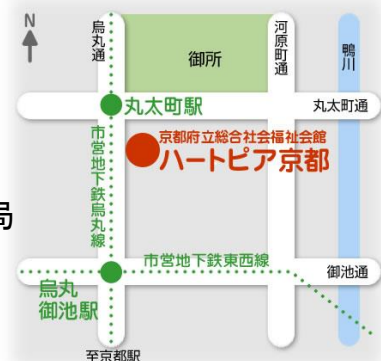 N
烏丸通
御所
河原町通
鴨川
丸太町駅
丸太町通
京都府立総合社会福祉会館
ハートピア京都
市営地下鉄烏丸線
局
市営地下鉄東西線
御池通
烏丸
御池駅
至京都駅